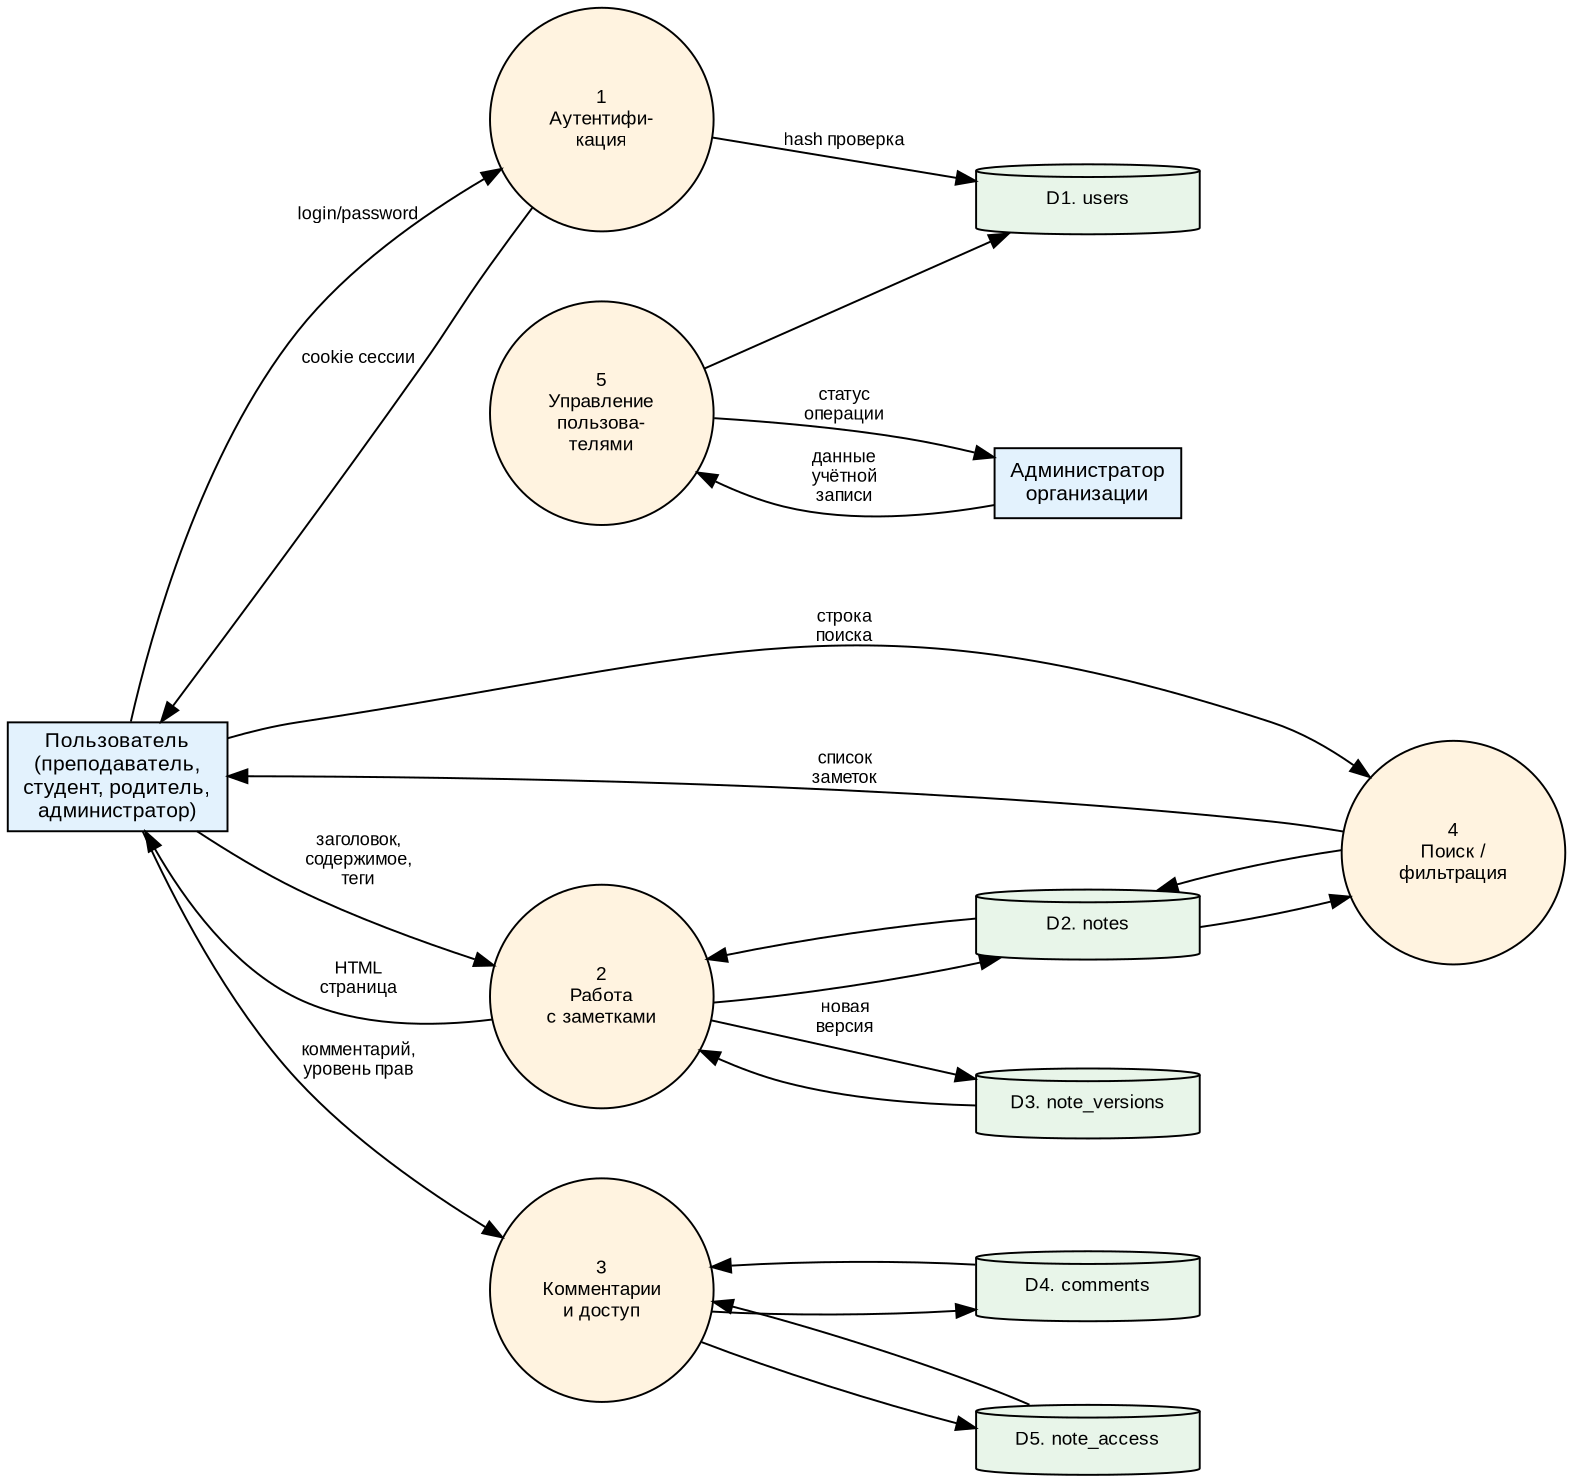 1
Аутентифи-
кация
hash проверка
D1. users
login/password
cookie сессии
5
Управление
пользова-
телями
статус
операции
данные
учётной
записи
Администратор
организации
строка
поиска
Пользователь
(преподаватель,
студент, родитель,
администратор)
список
заметок
4
Поиск /
фильтрация
заголовок,
содержимое,
теги
D2. notes
HTML
страница
2
Работа
с заметками
новая
версия
комментарий,
уровень прав
D3. note_versions
3
Комментарии
и доступ
D4. comments
D5. note_access